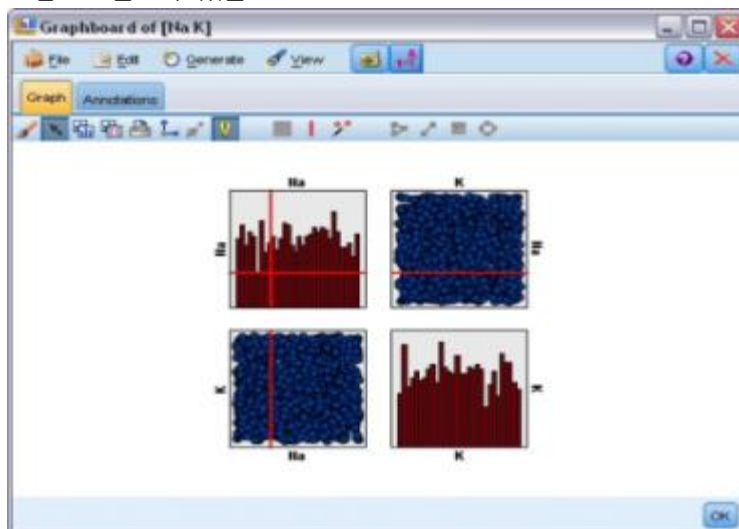 Graphboard of [Na K]
File Edit Generate View
Graph Annotations
Na K
Na Na
K K
Na K
OK